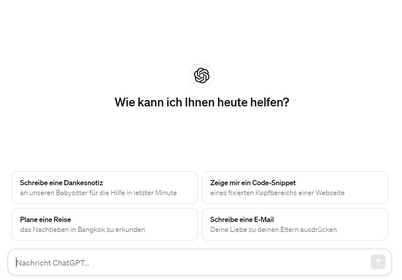 Wie kann ich Ihnen heute helfen?
Schreibe eine Dankesnotiz
an unseren Babysitter für die Hilfe in letzter Minute
Zeige mir ein Code-Snippet
eines fixierten Kopfbereichs einer Webseite
Plane eine Reise
das Nachtleben in Bangkok zu erkunden
Schreibe eine E-Mail
Deine Liebe zu deinen Eltern ausdrücken
Nachricht ChatGPT...